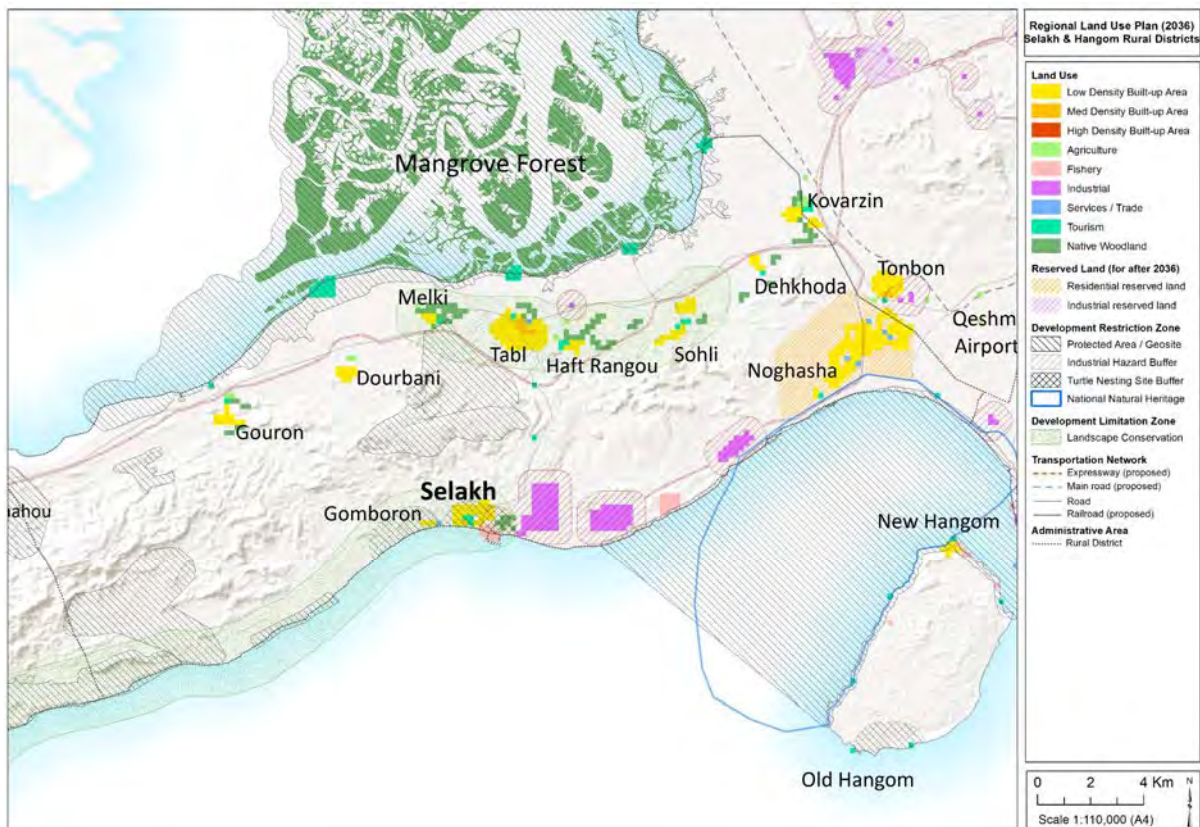 Regional Land Use Plan (2036)
Selakh & Hangom Rural Districts
Land Use
Low Density Built-up Area
Med Density Built-up Area
High Density Built-up Area
Agriculture
Fishery
Industrial
Services / Trade
Tourism
Native Woodland
Reserved Land (for after 2036)
Residential reserved land
Industrial reserved land
Development Restriction Zone
Protected Area / Geosite
Industrial Hazard Buffer
Turtle Nesting Site Buffer
National Natural Heritage
Development Limitation Zone
Landscape Conservation
Transportation Network
Expressway (proposed)
Main road (proposed)
Road
Railroad (proposed)
Administrative Area
Rural District
0 2 4 Km
N
Scale 1:110,000 (A4)
Mangrove Forest
Kovarzin
Dehkhoda
Tonbon
Melki
Qeshm
Airport
Tabl
Haft Rangou
Sohli
Noghasha
Dourbani
Gouron
Selakh
Gomboron
nahou
New Hangom
Old Hangom